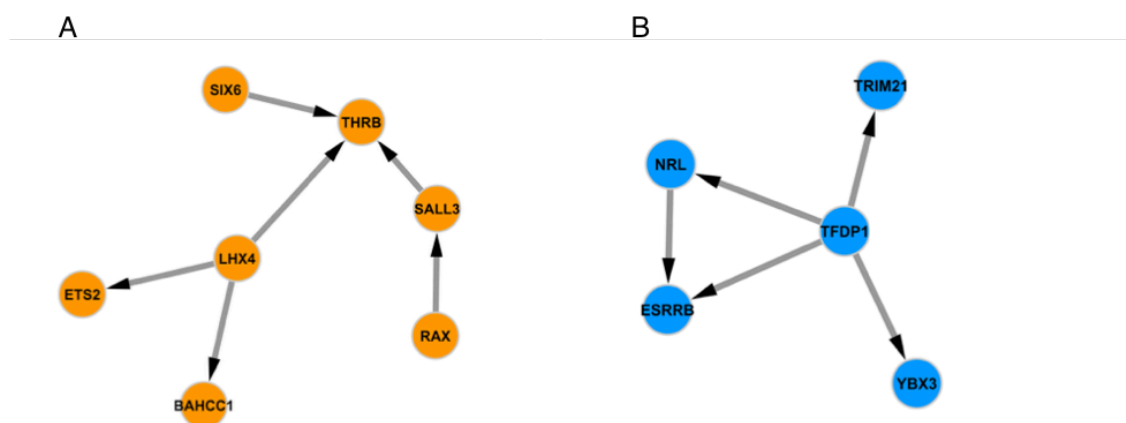 A
B
SIX6
THRB
SALL3
LHX4
ETS2
RAX
BAHCC1
TRIM21
NRL
TFDP1
ESRRB
YBX3